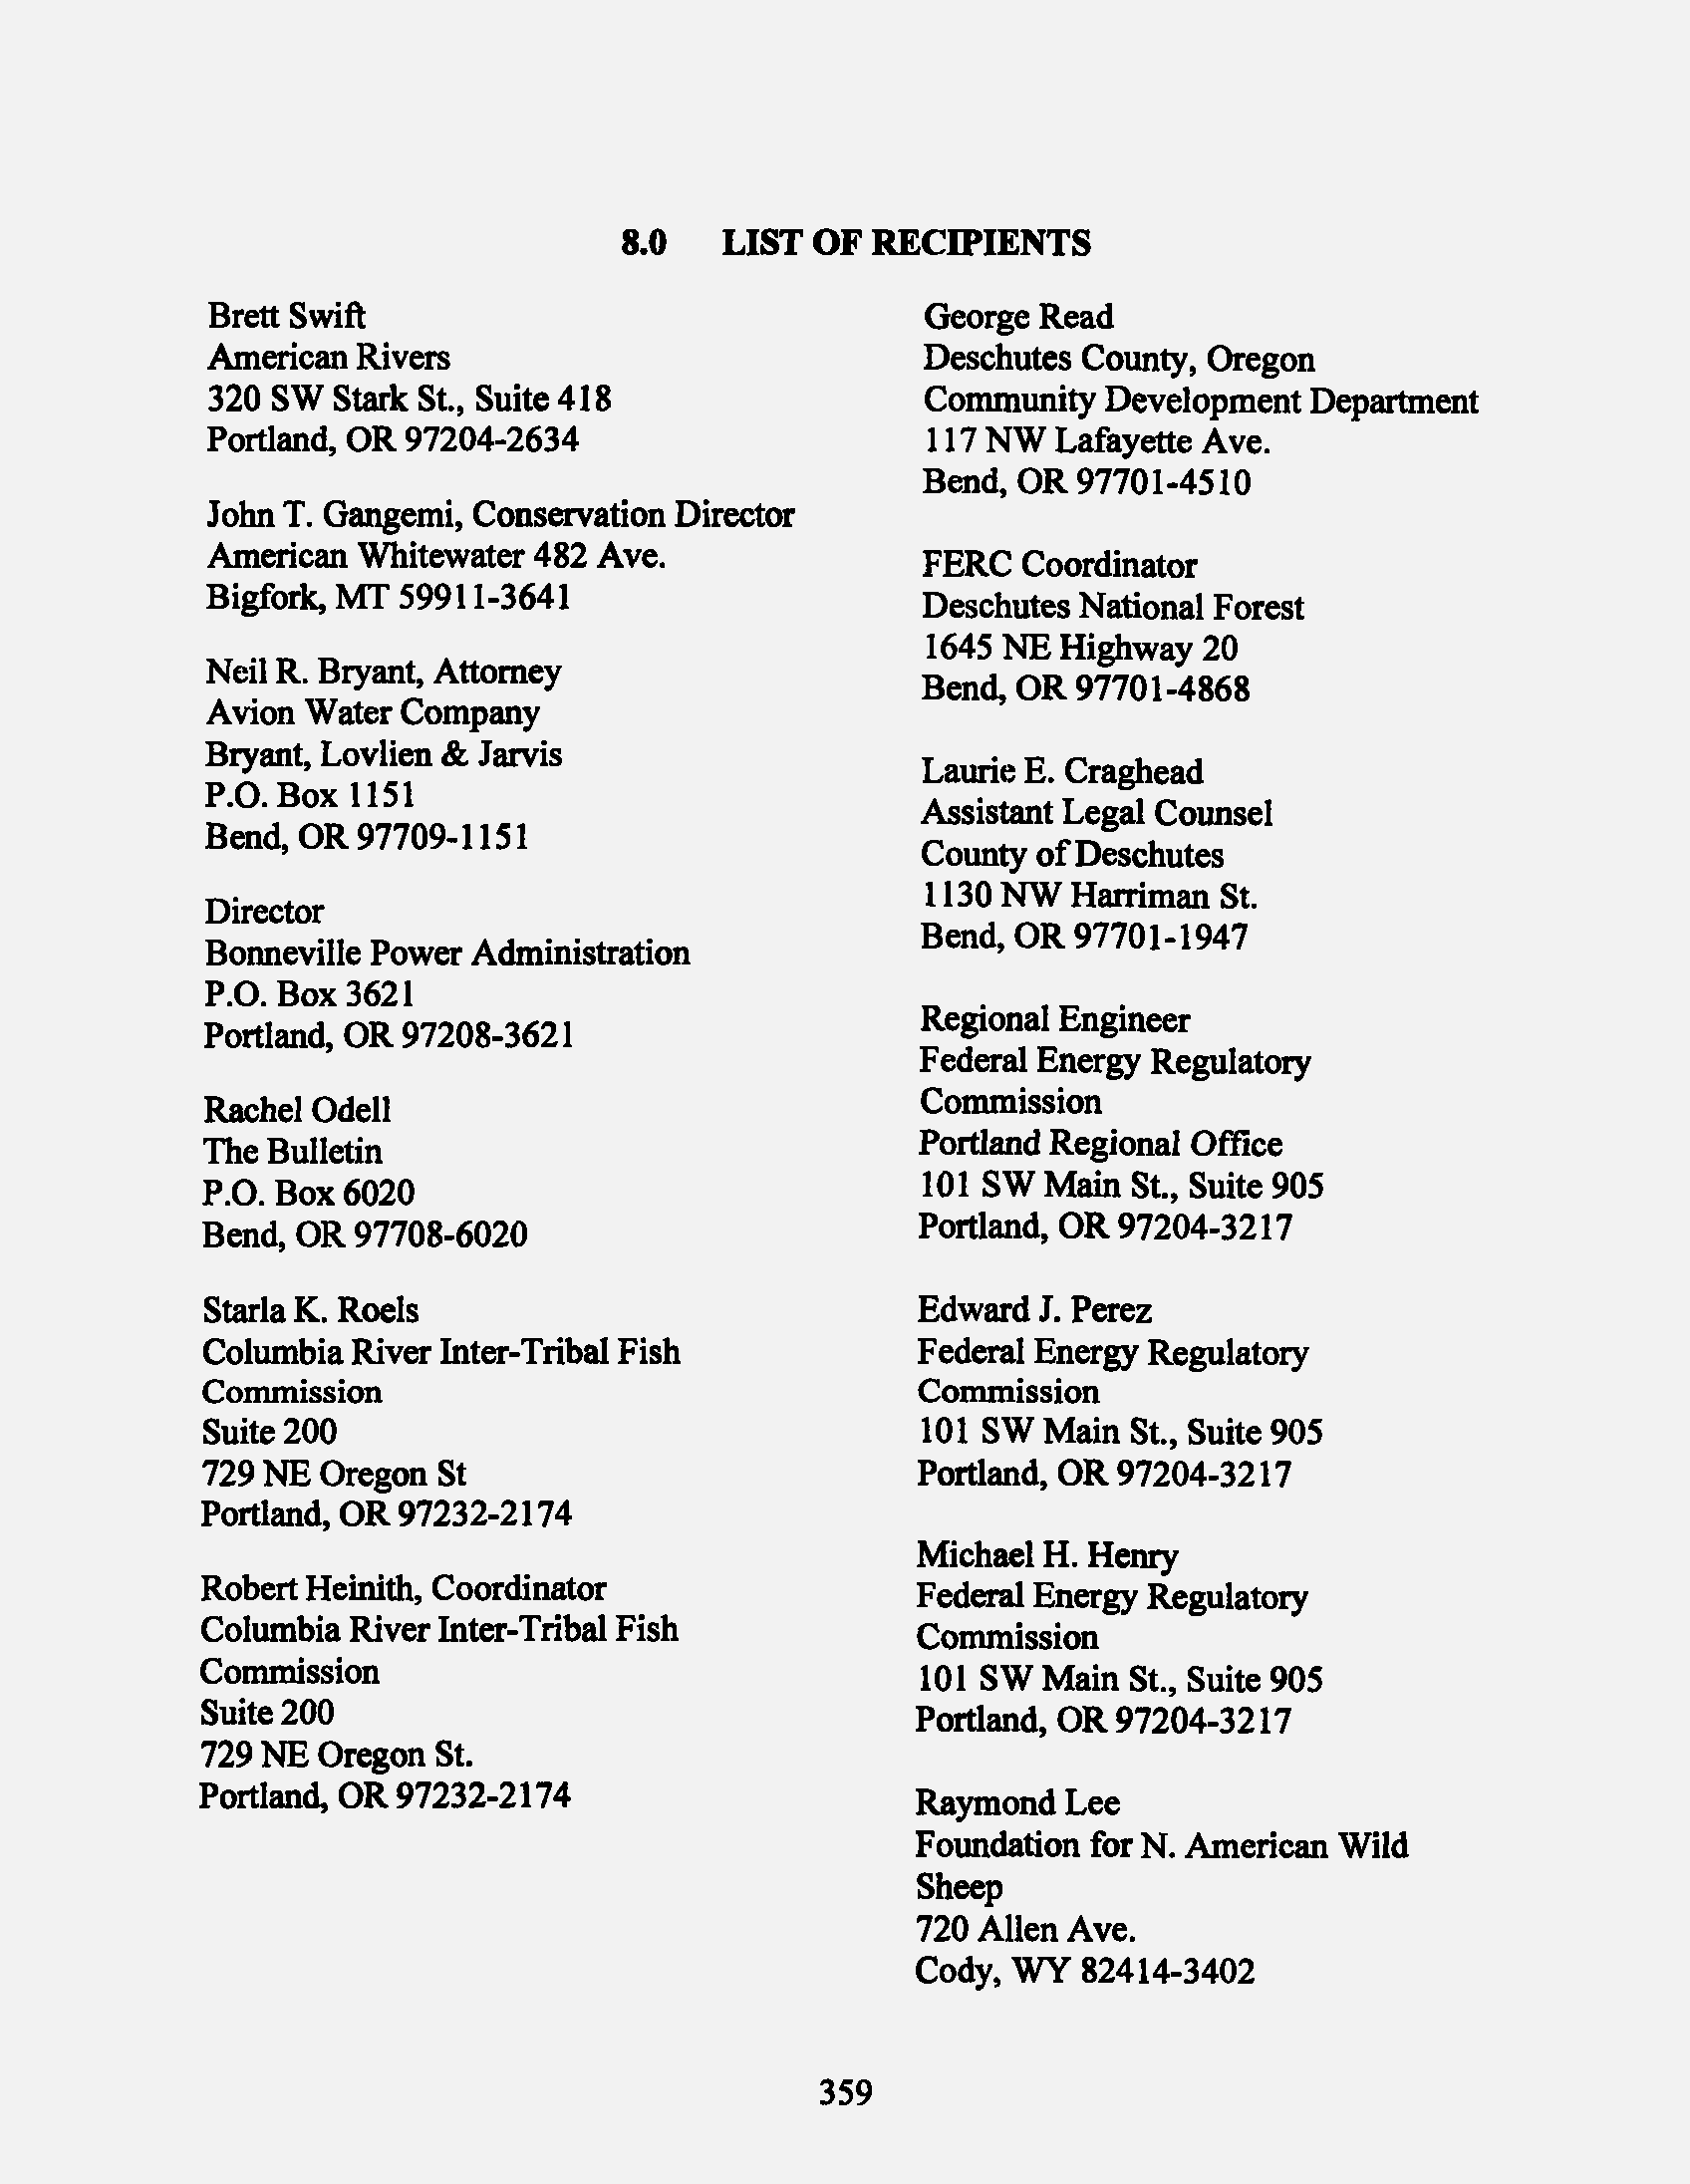 8.0 LIST OF RECIPIENTS
Brett Swift
American Rivers
320 SW Stark St., Suite 418
Portland, OR 97204-2634
John T. Gangemi, Conservation Director
American Whitewater 482 Ave.
Bigfork, MT 59911-3641
Neil R. Bryant, Attorney
Avion Water Company
Bryant, Lovlien & Jarvis
P.O. Box 1151
Bend, OR 97709-1151
Director
Bonneville Power Administration
P.O. Box 3621
Portland, OR 97208-3621
Rachel Odell
The Bulletin
P.O. Box 6020
Bend, OR 97708-6020
Starla K. Roels
Columbia River Inter-Tribal Fish
Commission
Suite 200
729 NE Oregon St
Portland, OR 97232-2174
Robert Heinith, Coordinator
Columbia River Inter-Tribal Fish
Commission
Suite 200
729 NE Oregon St.
Portland, OR 97232-2174
George Read
Deschutes County, Oregon
Community Development Department
117 NW Lafayette Ave.
Bend, OR 97701-4510
FERC Coordinator
Deschutes National Forest
1645 NE Highway 20
Bend, OR 97701-4868
Laurie E. Craghead
Assistant Legal Counsel
County of Deschutes
1130 NW Harriman St.
Bend, OR 97701-1947
Regional Engineer
Federal Energy Regulatory
Commission
Portland Regional Office
101 SW Main St., Suite 905
Portland, OR 97204-3217
Edward J. Perez
Federal Energy Regulatory
Commission
101 SW Main St., Suite 905
Portland, OR 97204-3217
Michael H. Henry
Federal Energy Regulatory
Commission
101 SW Main St., Suite 905
Portland, OR 97204-3217
Raymond Lee
Foundation for N. American Wild
Sheep
720 Allen Ave.
Cody, WY 82414-3402
359